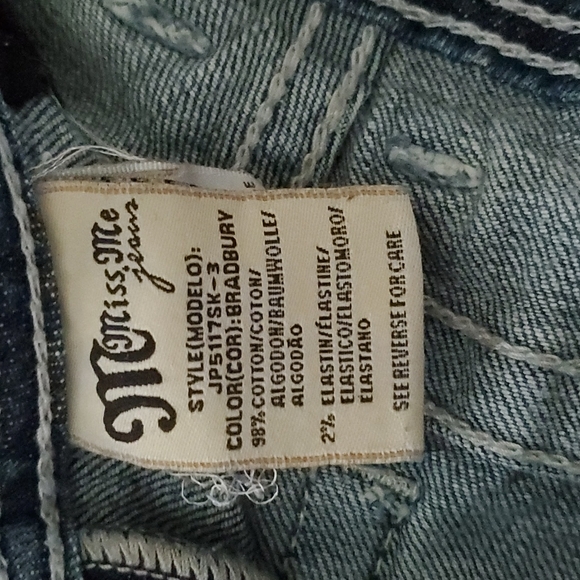 M
Miss Me
jeans
STYLE(MODELO):
JP5117SK-3
COLOR(COR):BRADBURY
98% COTTON/COTON/
ALGODON/BAUMWOLLE/
ALGODÃO
2% ELASTIN/ÉLASTINE/
ELASTICO/ELASTOMORO/
ELASTANO
SEE REVERSE FOR CARE